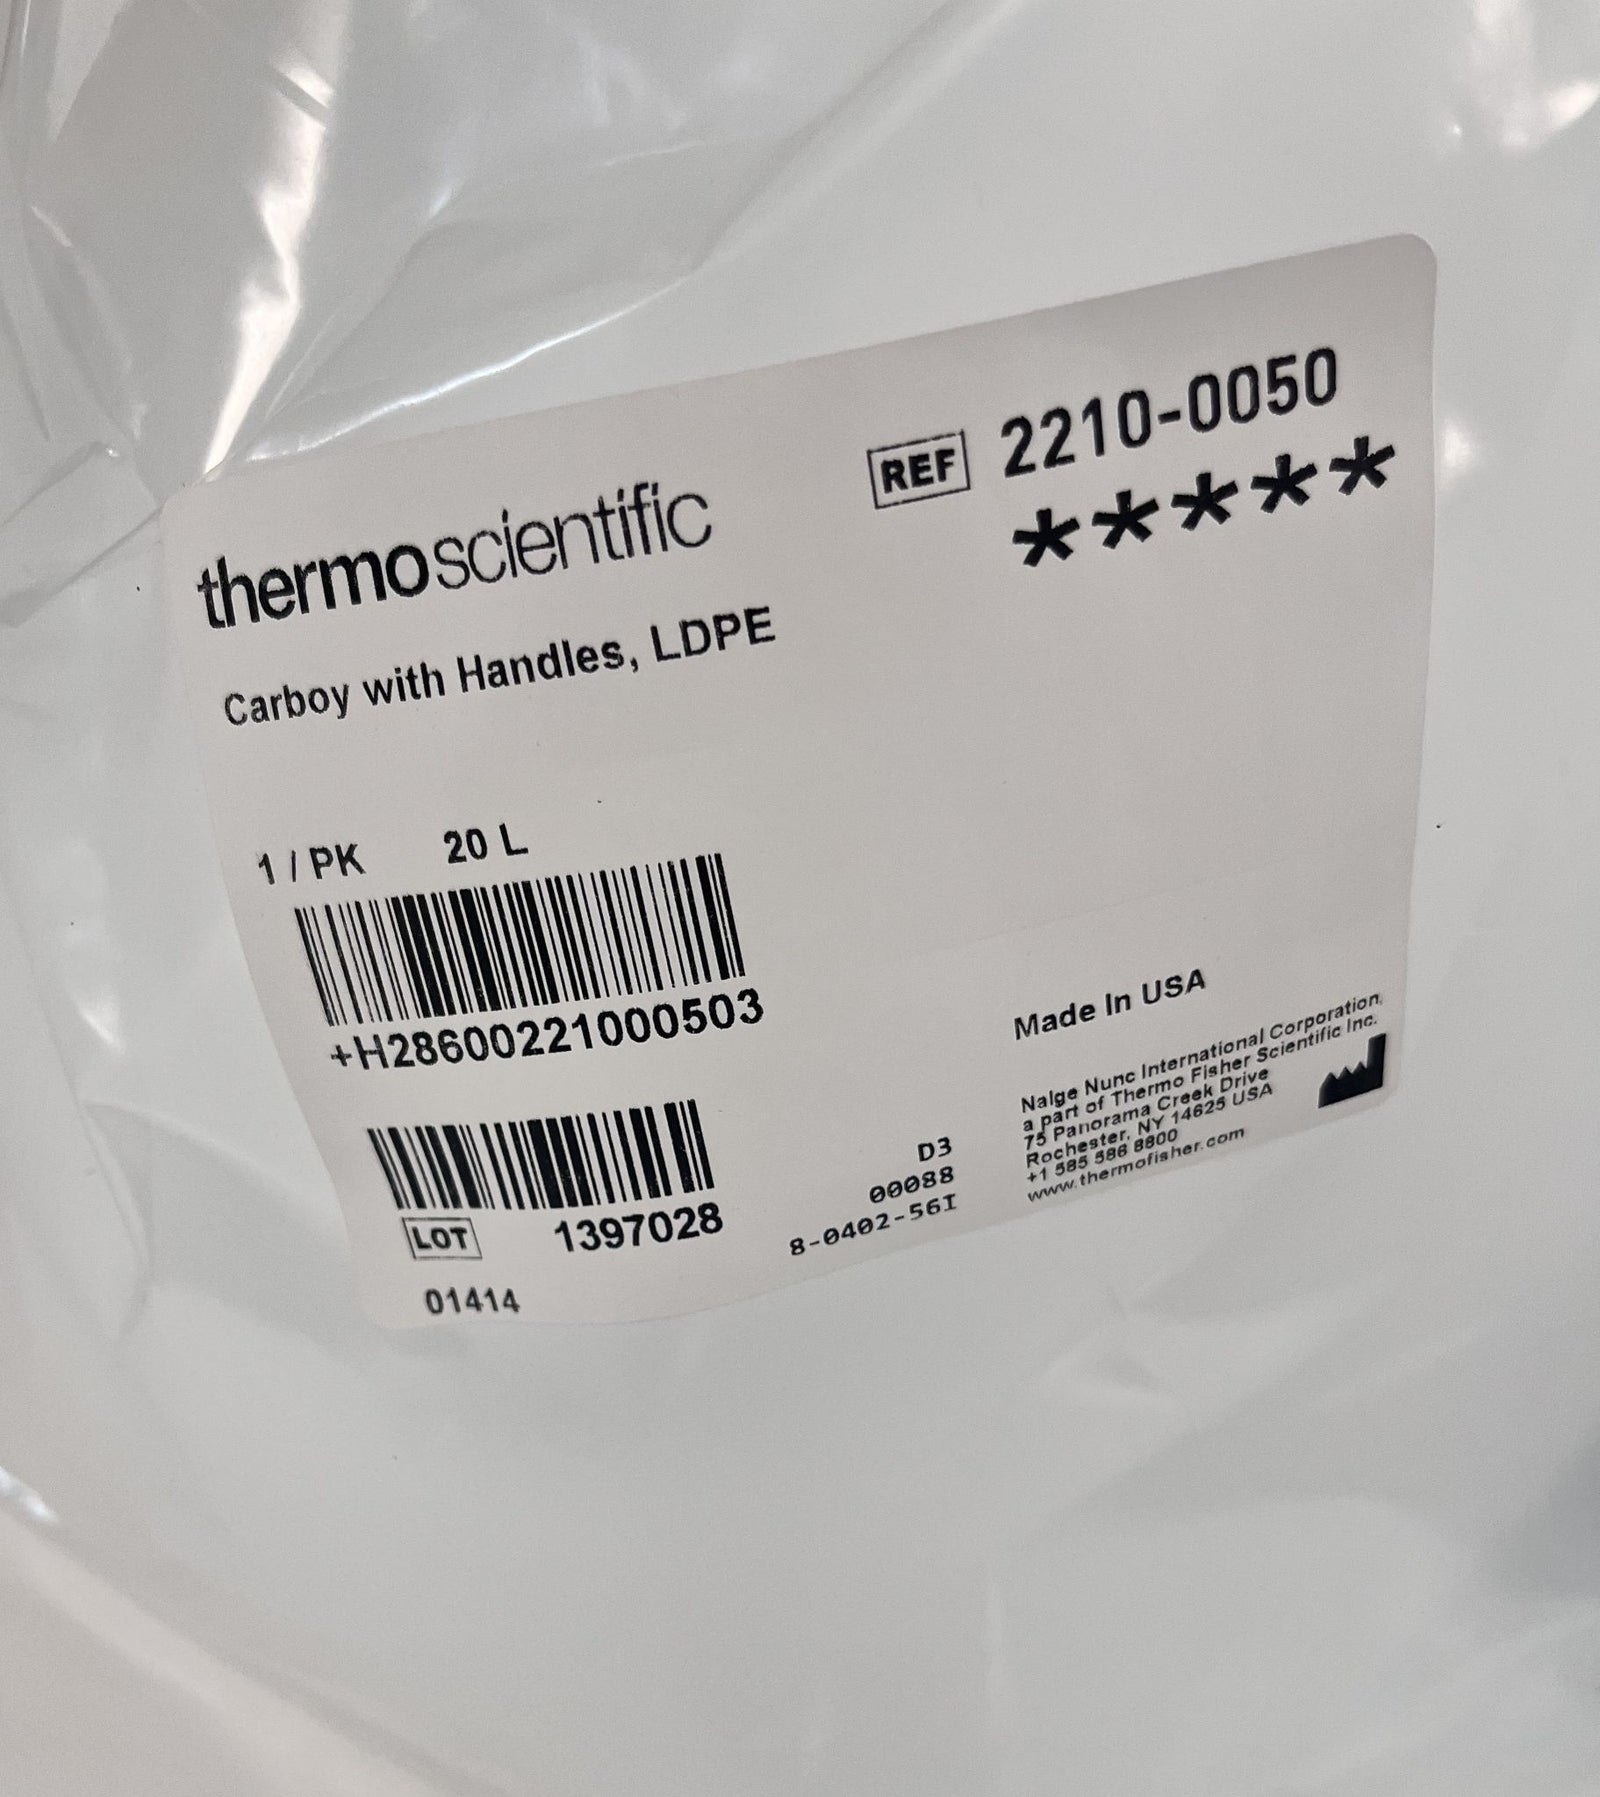 thermoscientific
REF 2210-0050
*****
Carboy with Handles, LDPE
1 / PK 20 L
+H28600221000503
LOT 1397028
01414
D3
00088
8-0402-56I
Made In USA
Nalge Nunc International Corporation,
a part of Thermo Fisher Scientific Inc.
75 Panorama Creek Drive
Rochester, NY 14625 USA
+1 585 586 8800
www.thermofisher.com